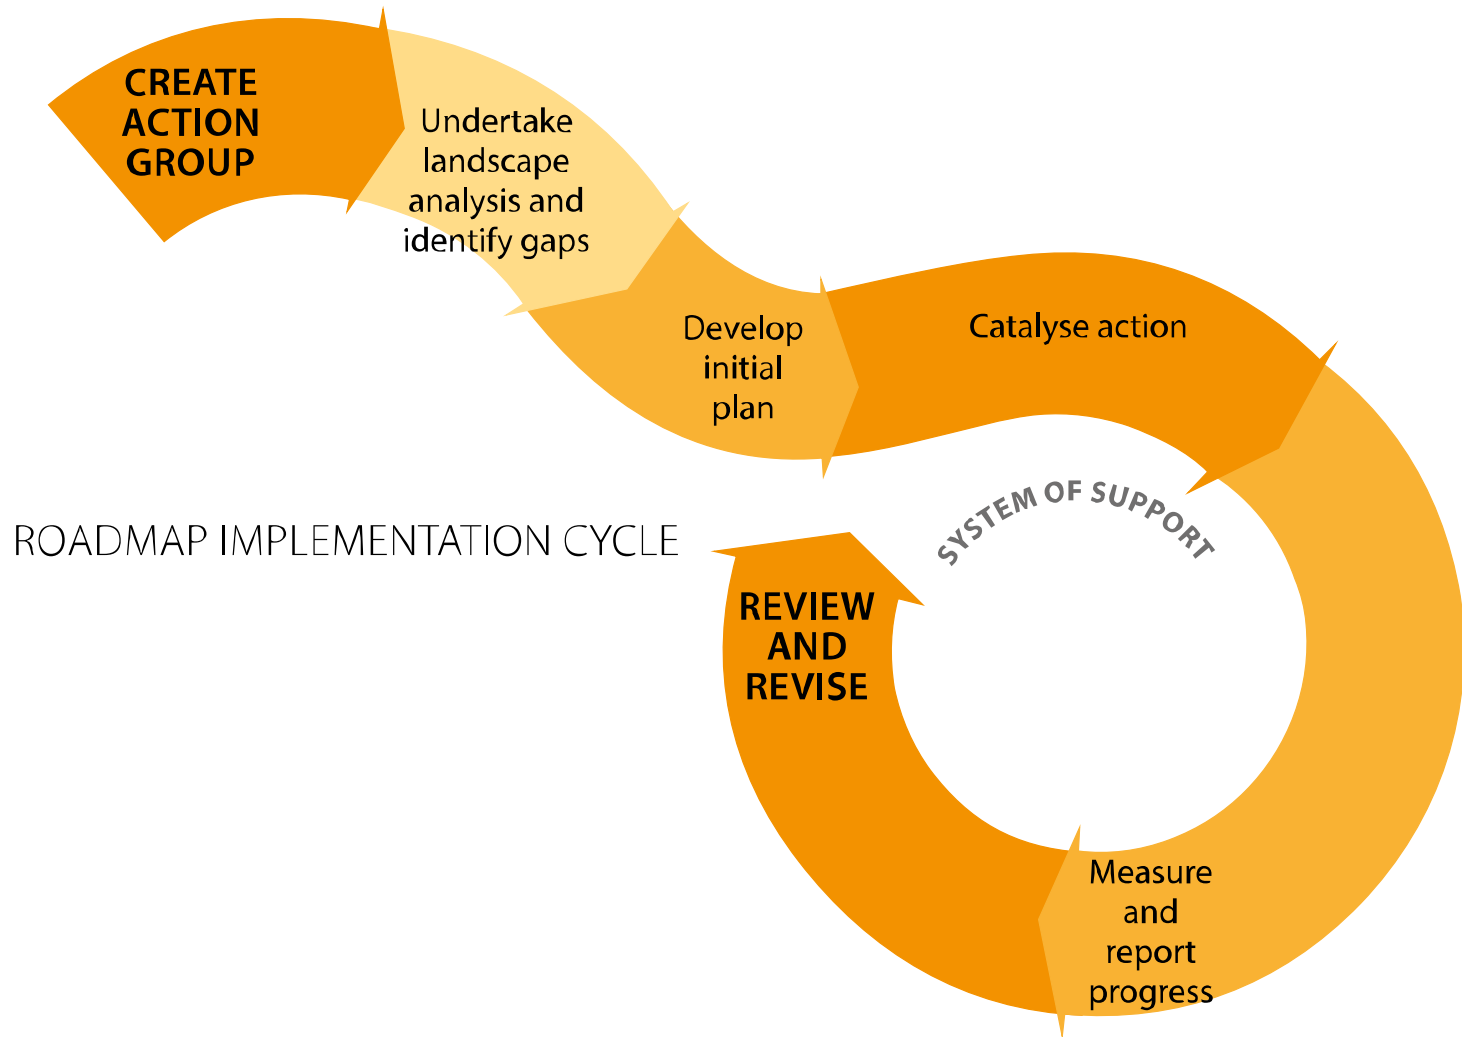 CREATE
ACTION
GROUP
Undertake
landscape
analysis and
identify gaps
Develop
initial
plan
Catalyse action
SYSTEM OF SUPPORT
ROADMAP IMPLEMENTATION CYCLE
REVIEW
AND
REVISE
Measure
and
report
progress